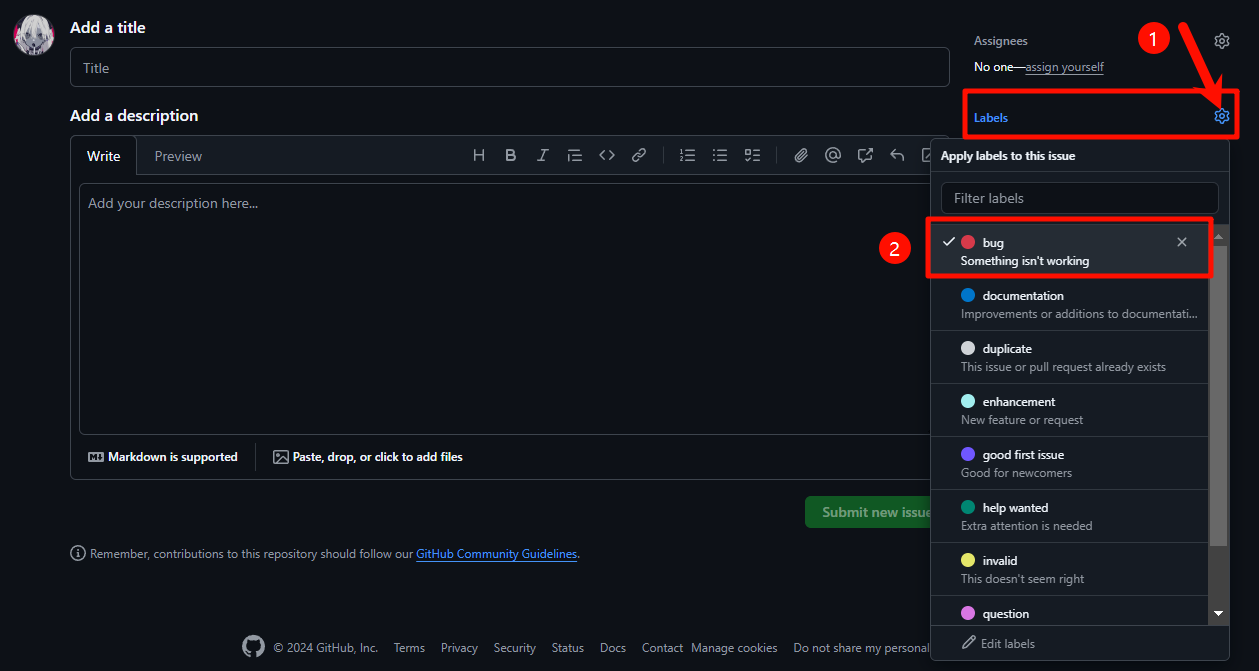 Add a title
Title
Add a description
Write
Preview
H B I
Add your description here...
Markdown is supported
Paste, drop, or click to add files
Submit new issue
Remember, contributions to this repository should follow our GitHub Community Guidelines.
Assignees
No one—assign yourself
1
Labels
Apply labels to this issue
Filter labels
2
bug
Something isn't working
documentation
Improvements or additions to documentati...
duplicate
This issue or pull request already exists
enhancement
New feature or request
good first issue
Good for newcomers
help wanted
Extra attention is needed
invalid
This doesn't seem right
question
Edit labels
© 2024 GitHub, Inc. Terms Privacy Security Status Docs Contact Manage cookies Do not share my personal